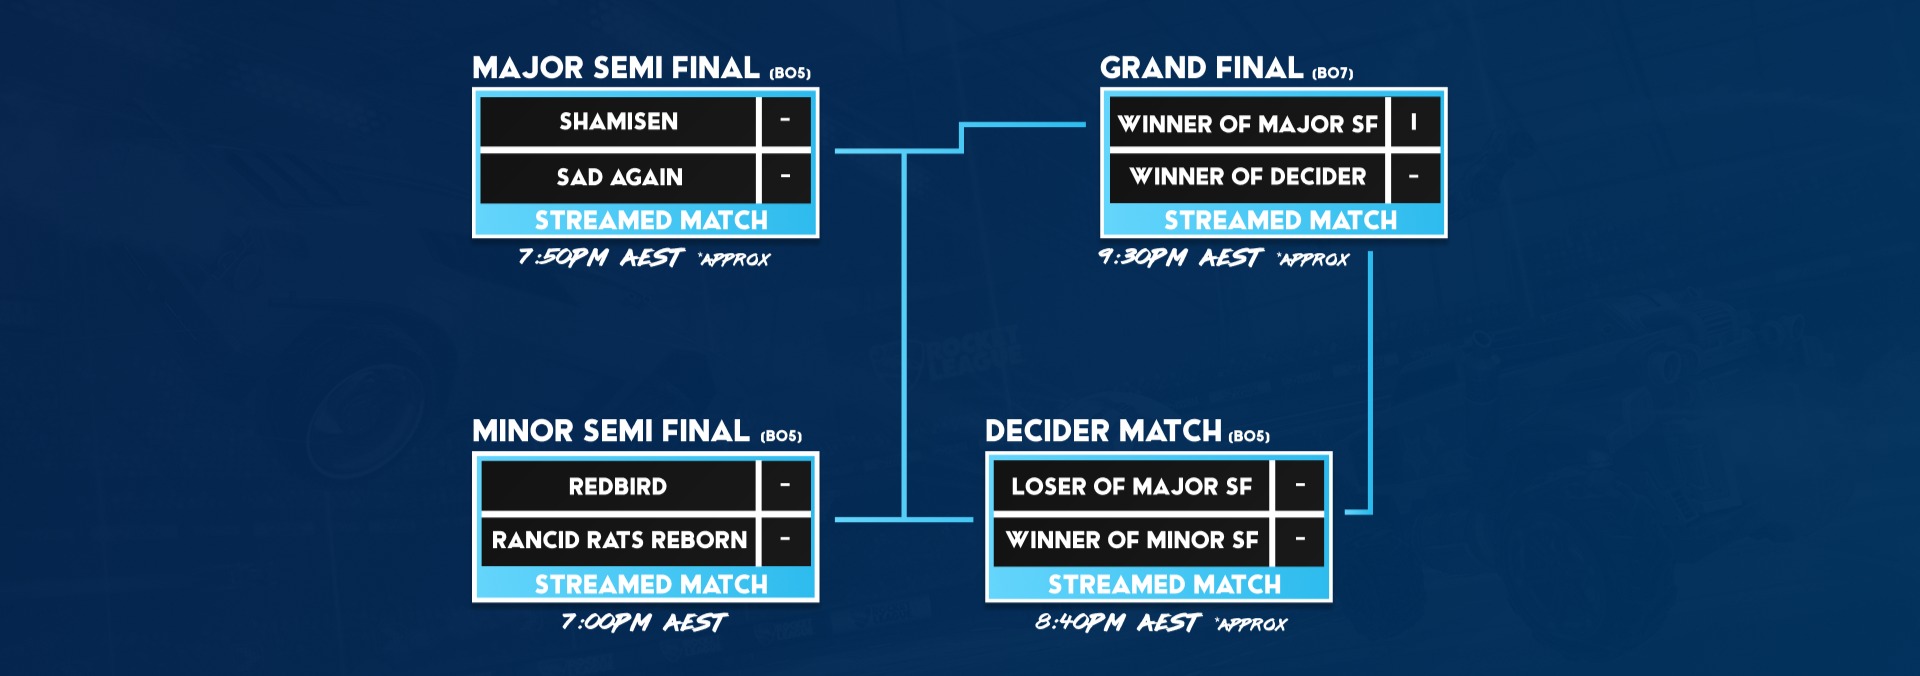 MAJOR SEMI FINAL (BO5)
SHAMISEN -
SAD AGAIN -
STREAMED MATCH
7:50PM AEST *APPROX
GRAND FINAL (BO7)
WINNER OF MAJOR SF 1
WINNER OF DECIDER -
STREAMED MATCH
9:30PM AEST *APPROX
ROCKET
LEAGUE
MINOR SEMI FINAL (BO5)
REDBIRD -
RANCID RATS REBORN -
STREAMED MATCH
7:00PM AEST
DECIDER MATCH (BO5)
LOSER OF MAJOR SF -
WINNER OF MINOR SF -
STREAMED MATCH
8:40PM AEST *APPROX